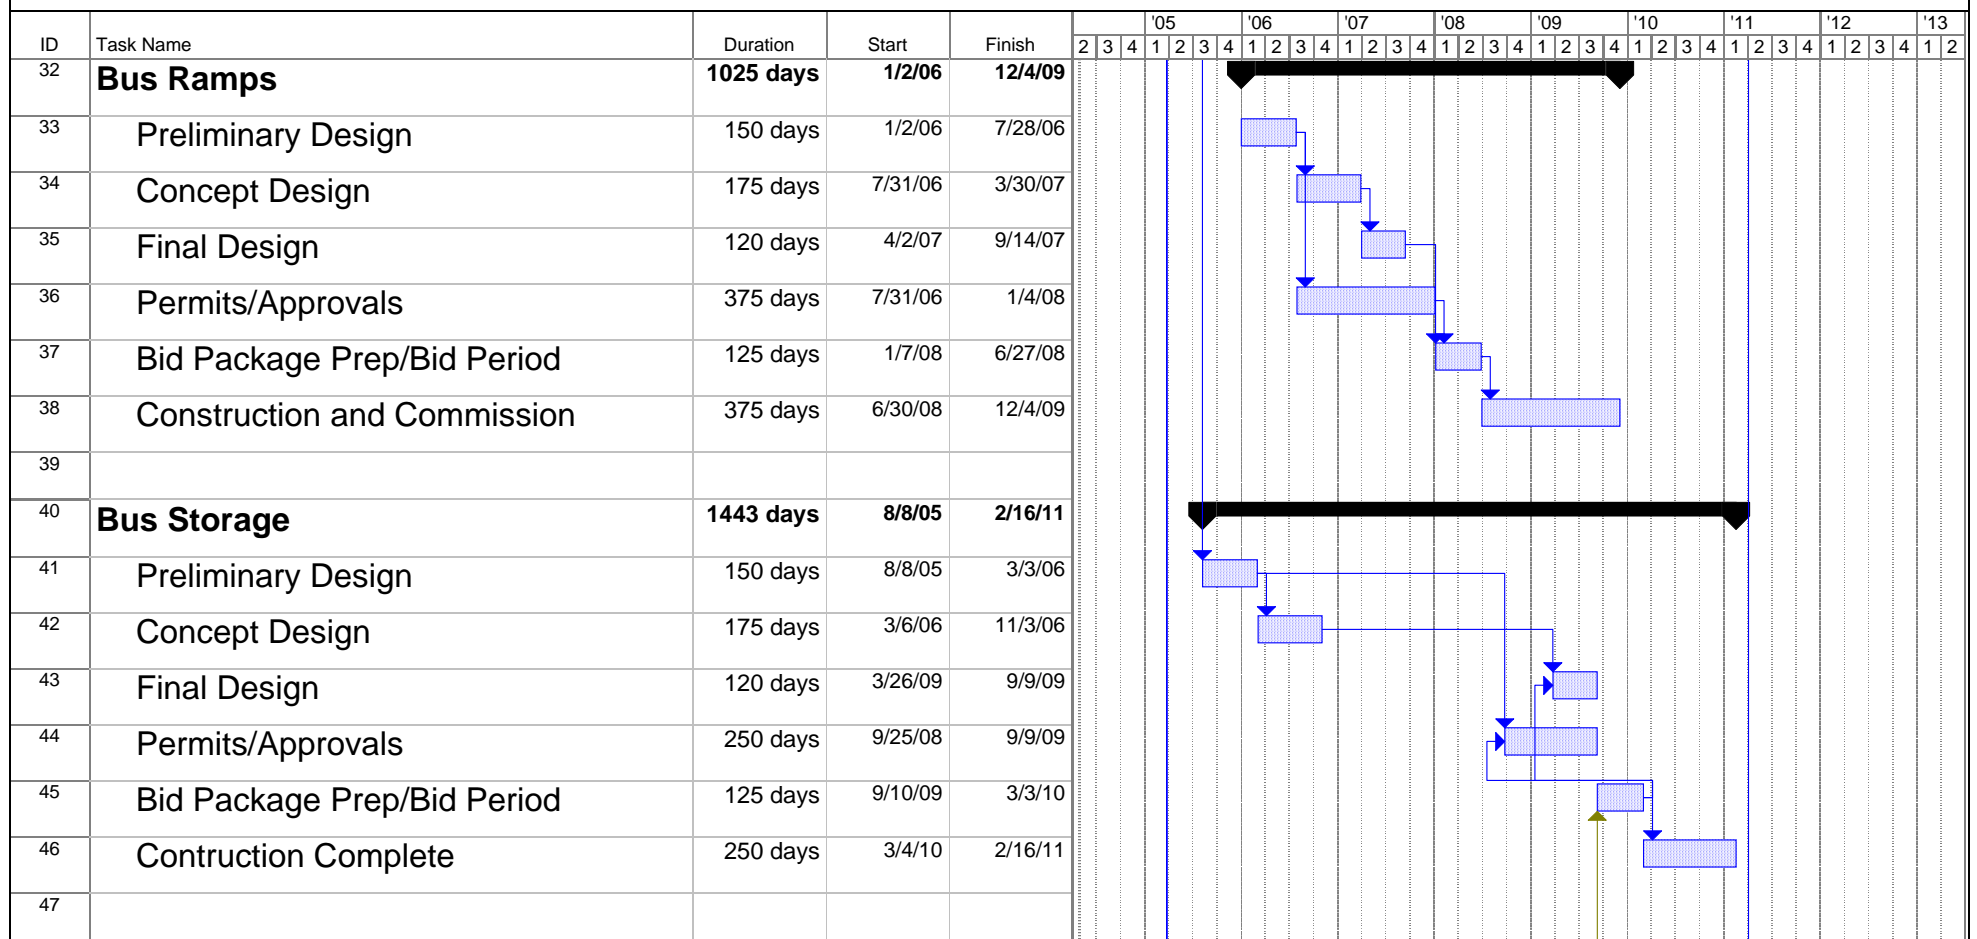 '05 '06 '07 '08 '09 '10 '11 '12 '13
ID Task Name Duration Start Finish 2 3 4 1 2 3 4 1 2 3 4 1 2 3 4 1 2 3 4 1 2 3 4 1 2 3 4 1 2 3 4 1 2 3 4 1 2
32 Bus Ramps 1025 days 1/2/06 12/4/09
33 Preliminary Design 150 days 1/2/06 7/28/06
34 Concept Design 175 days 7/31/06 3/30/07
35 Final Design 120 days 4/2/07 9/14/07
36 Permits/Approvals 375 days 7/31/06 1/4/08
37 Bid Package Prep/Bid Period 125 days 1/7/08 6/27/08
38 Construction and Commission 375 days 6/30/08 12/4/09
39
40 Bus Storage 1443 days 8/8/05 2/16/11
41 Preliminary Design 150 days 8/8/05 3/3/06
42 Concept Design 175 days 3/6/06 11/3/06
43 Final Design 120 days 3/26/09 9/9/09
44 Permits/Approvals 250 days 9/25/08 9/9/09
45 Bid Package Prep/Bid Period 125 days 9/10/09 3/3/10
46 Contruction Complete 250 days 3/4/10 2/16/11
47